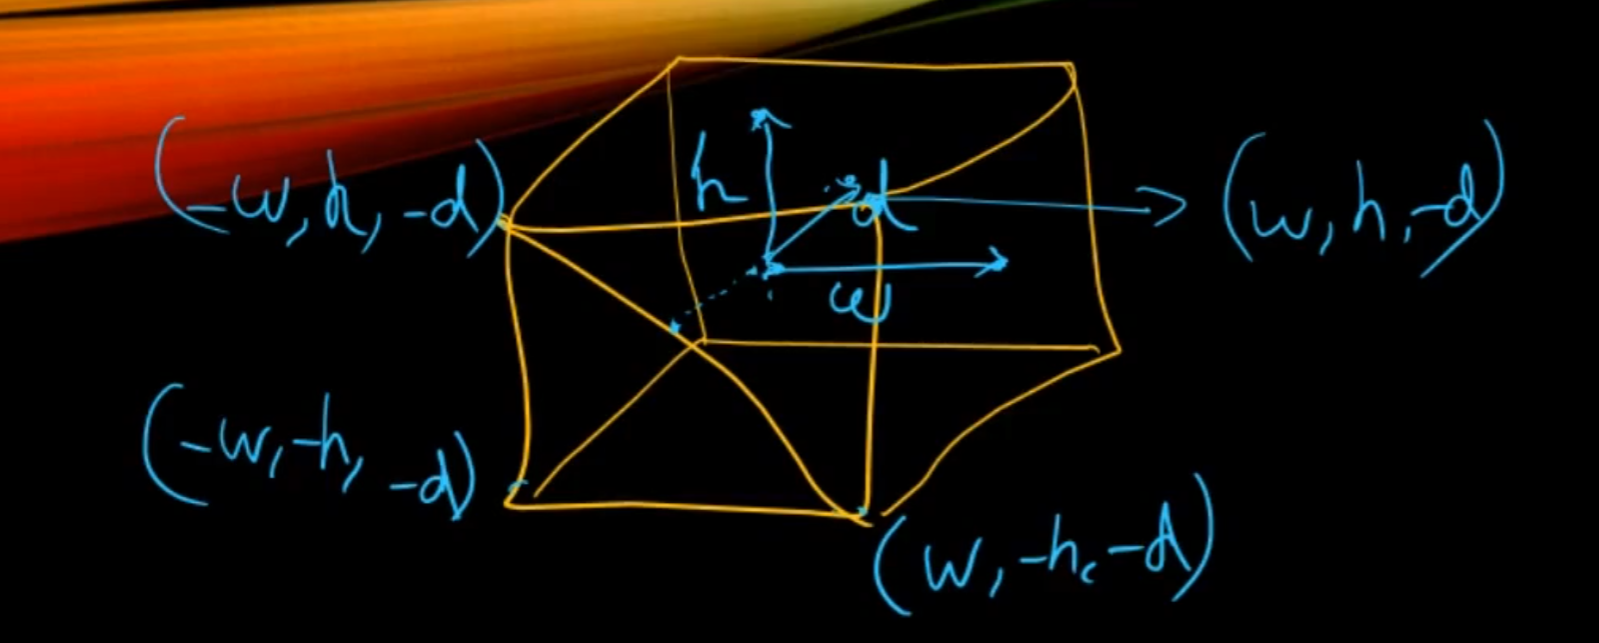 (-w, h, -d)
h
d
(w, h, -d)
w
(-w, -h, -d)
(w, -h, -d)